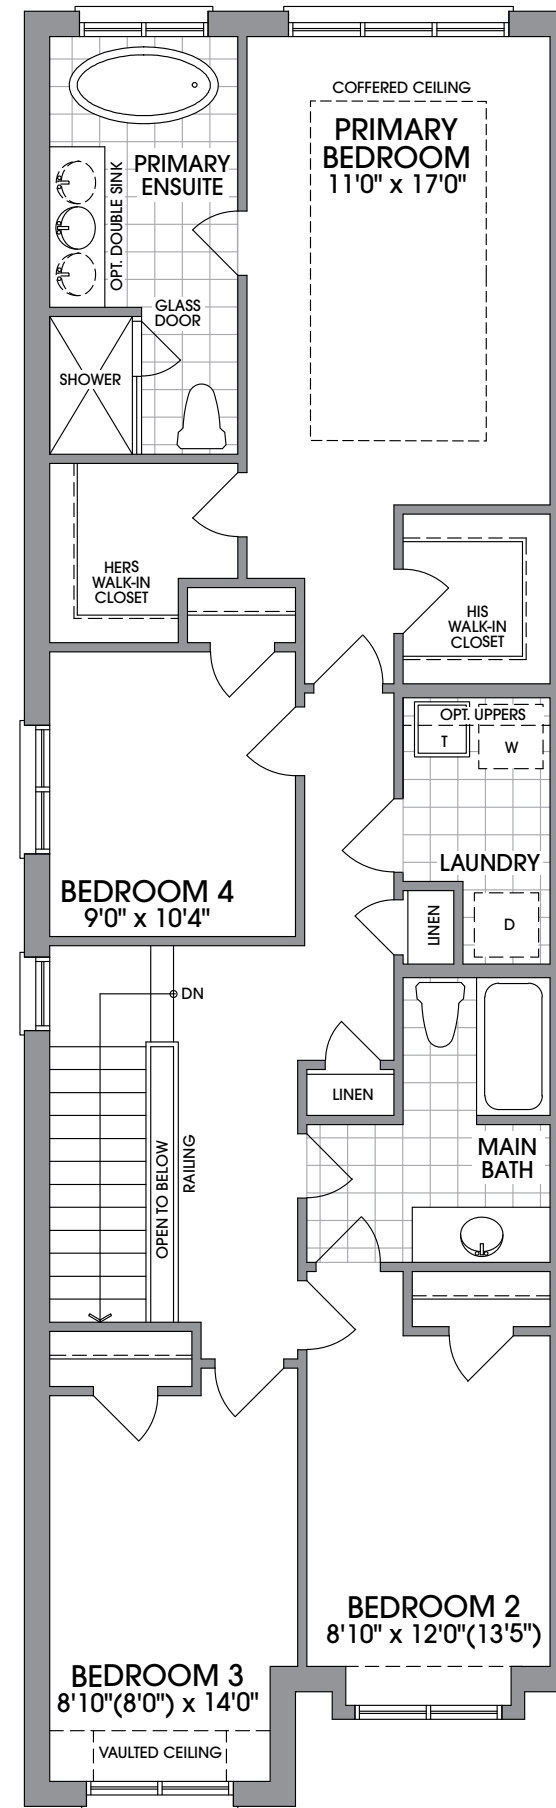 COFFERED CEILING
PRIMARY
BEDROOM
11'0" x 17'0"
PRIMARY
ENSUITE
OPT. DOUBLE SINK
GLASS
DOOR
SHOWER
HERS
WALK-IN
CLOSET
HIS
WALK-IN
CLOSET
OPT. UPPERS
T
W
LAUNDRY
BEDROOM 4
9'0" x 10'4"
LINEN
D
DN
LINEN
OPEN TO BELOW
RAILING
MAIN
BATH
BEDROOM 2
8'10" x 12'0"(13'5")
BEDROOM 3
8'10"(8'0") x 14'0"
VAULTED CEILING